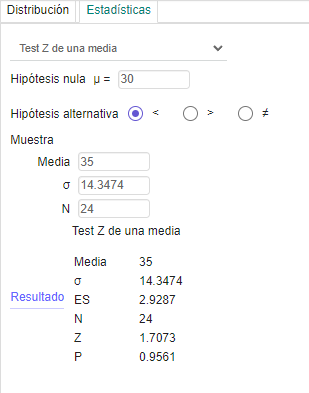 Distribución Estadísticas
Test Z de una media
Hipótesis nula μ = 30
Hipótesis alternativa < > ≠
Muestra
Media 35
σ 14.3474
N 24
Test Z de una media
Media 35
σ 14.3474
Resultado ES 2.9287
N 24
Z 1.7073
P 0.9561